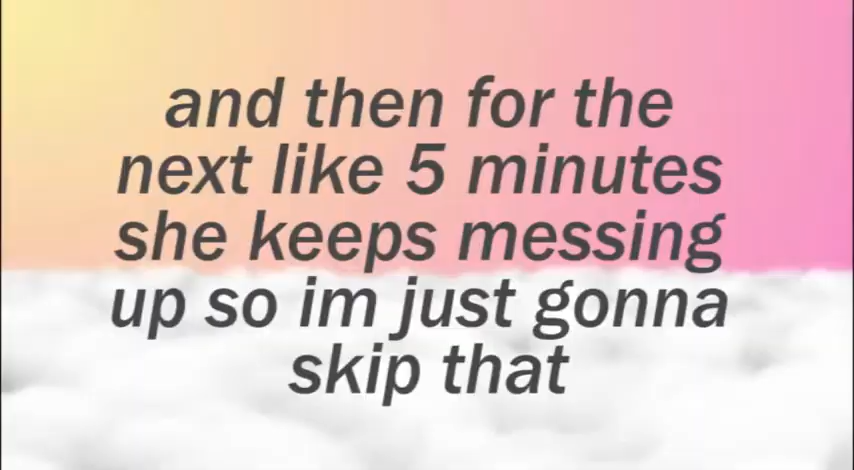 and then for the
next like 5 minutes
she keeps messing
up so im just gonna
skip that